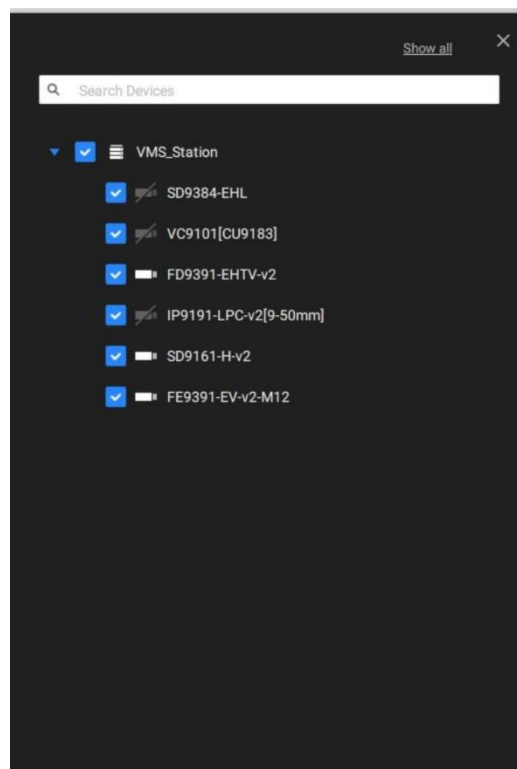 Show all
Search Devices
VMS_Station
SD9384-EHL
VC9101[CU9183]
FD9391-EHTV-v2
IP9191-LPC-v2[9-50mm]
SD9161-H-v2
FE9391-EV-v2-M12